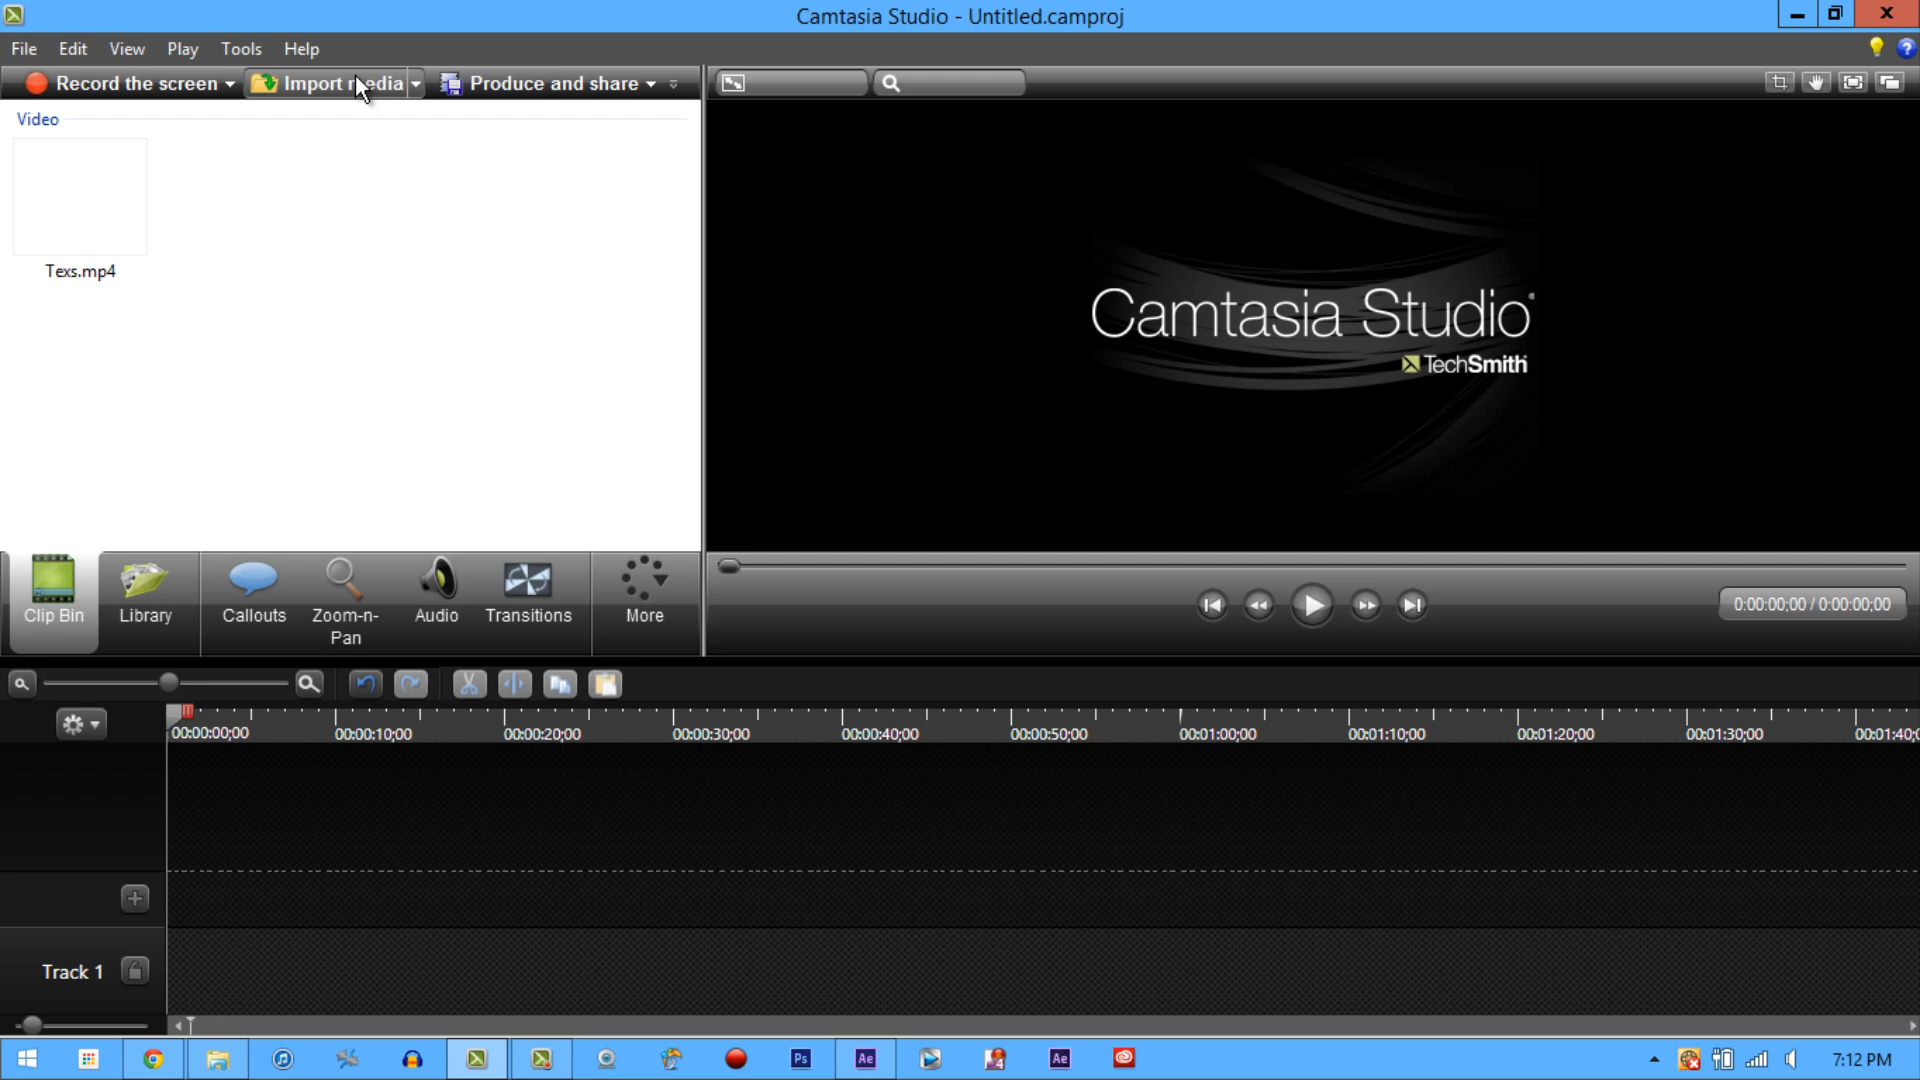 Camtasia Studio - Untitled.camproj
File Edit View Play Tools Help
Record the screen Import media Produce and share
Video
Texs.mp4
Camtasia Studio
TechSmith
Clip Bin Library Callouts Zoom-n-Pan Audio Transitions More
0:00:00;00 / 0:00:00;00
00:00:00;00 00:00:10;00 00:00:20;00 00:00:30;00 00:00:40;00 00:00:50;00 00:01:00;00 00:01:10;00 00:01:20;00 00:01:30;00 00:01:40;
Track 1
Ps Ae 4 Ae
7:12 PM